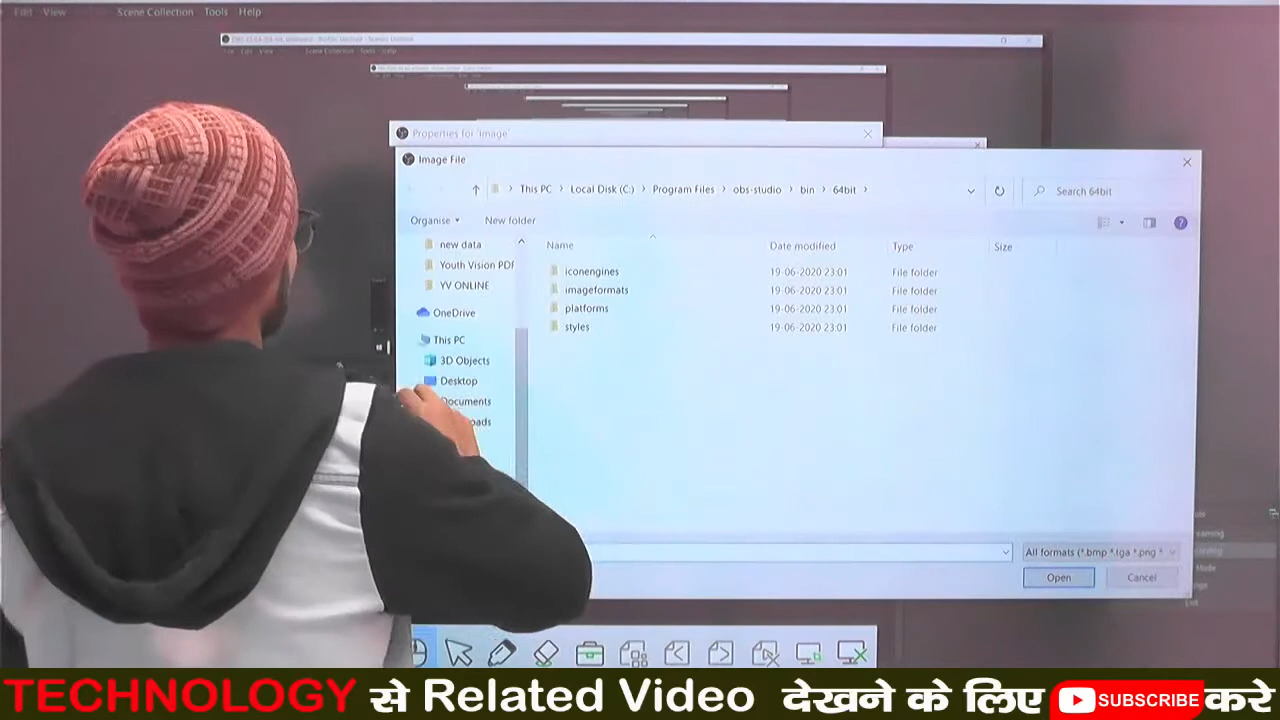 Edit View Scene Collection Tools Help
Properties for 'Image'
Image File
This PC > Local Disk (C:) > Program Files > obs-studio > bin > 64bit >
Search 64bit
Organise
New folder
new data
Youth Vision PDF
YV ONLINE
OneDrive
This PC
3D Objects
Desktop
Documents
oads
Name Date modified Type Size
iconengines 19-06-2020 23:01 File folder
imageformats 19-06-2020 23:01 File folder
platforms 19-06-2020 23:01 File folder
styles 19-06-2020 23:01 File folder
All formats (*.bmp *.tga *.png *
Open Cancel
Mode
TECHNOLOGY से Related Video देखने के लिए SUBSCRIBE करे